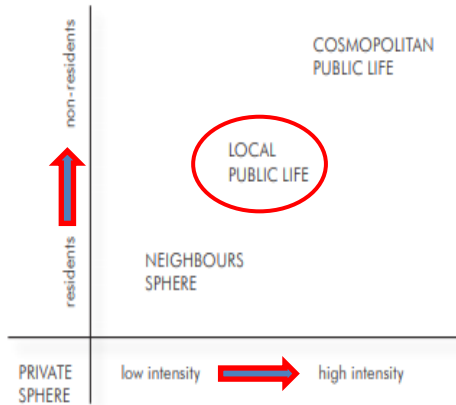 non-residents
COSMOPOLITAN
PUBLIC LIFE
LOCAL
PUBLIC LIFE
residents
NEIGHBOURS
SPHERE
PRIVATE
SPHERE
low intensity
high intensity